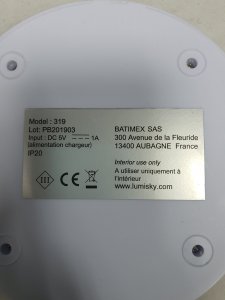 Model : 319
Lot: PB201903
Input : DC 5V ⎓ 1A
(alimentation chargeur)
IP20
BATIMEX SAS
300 Avenue de la Fleuride
13400 AUBAGNE France
Interior use only
A utiliser uniquement à
l'intérieur
www.lumisky.com
III
CE